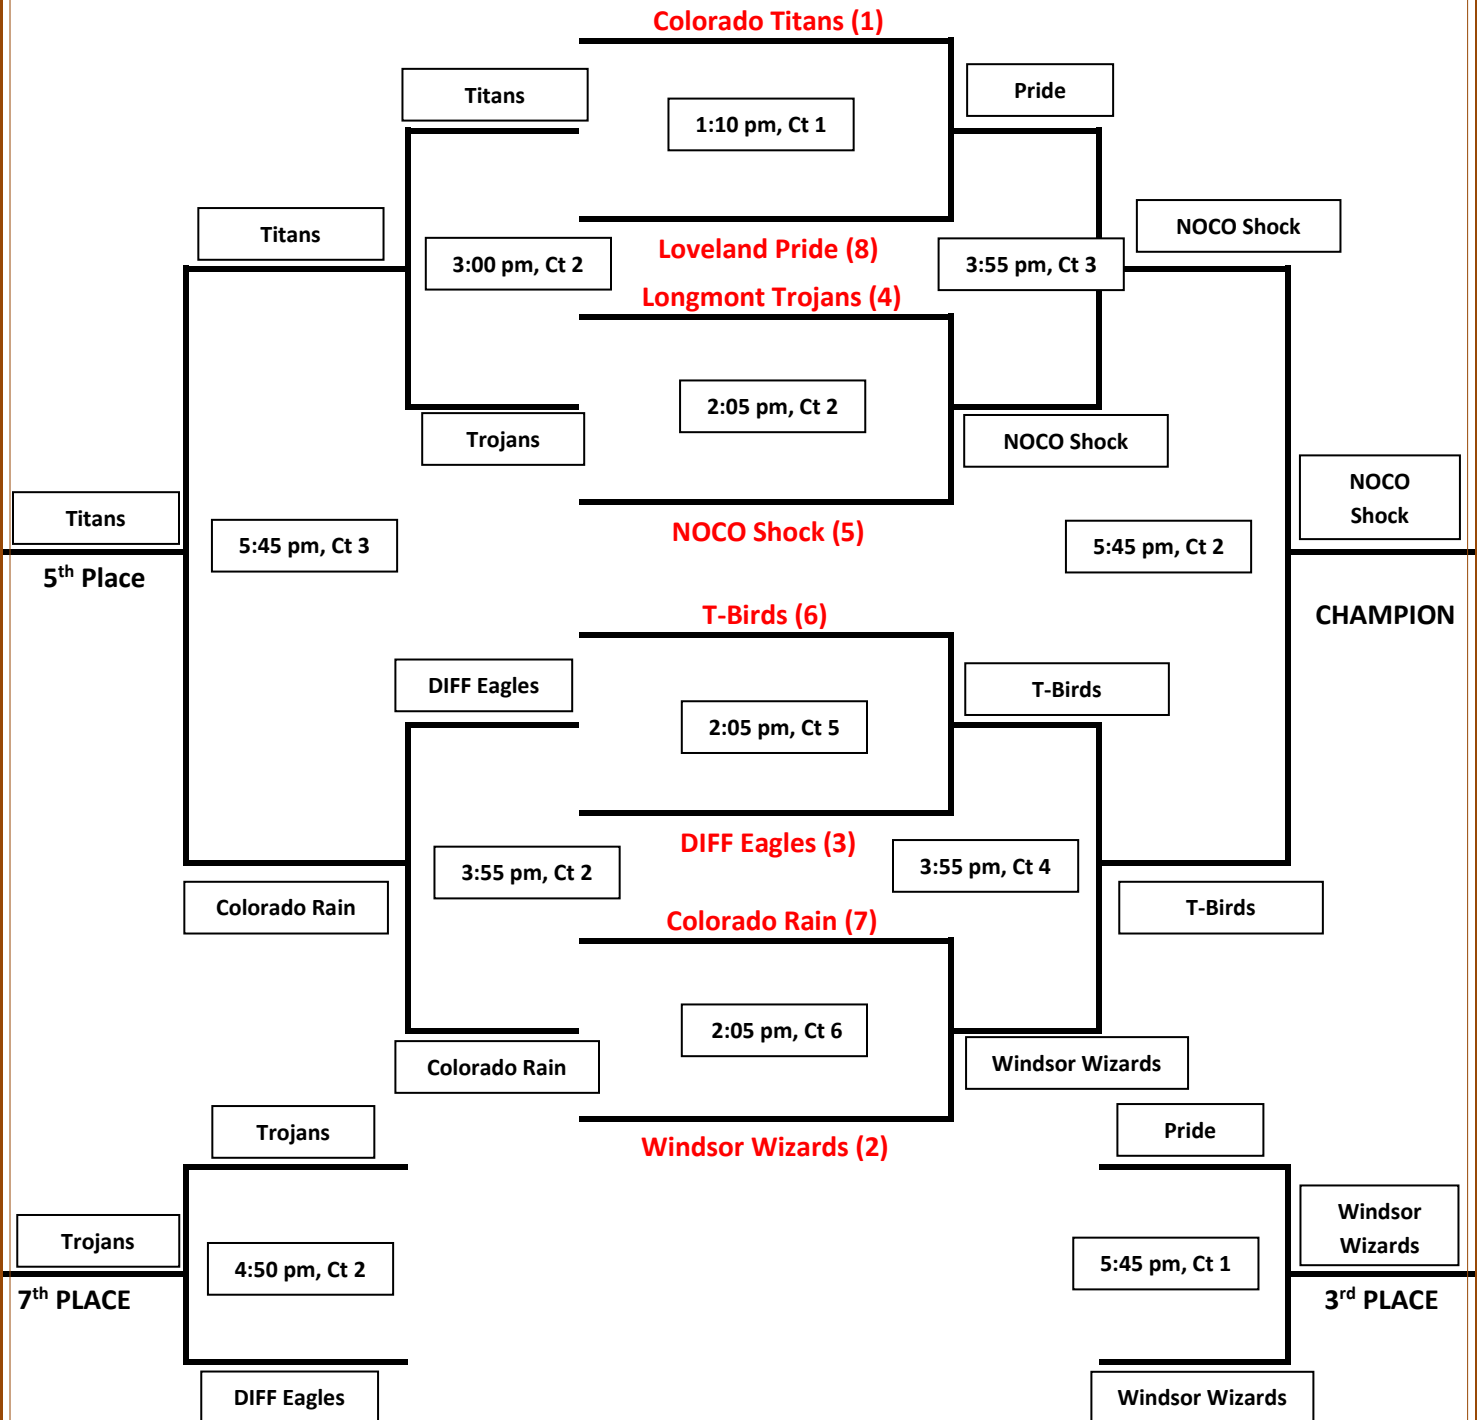 Colorado Titans (1)
Titans
1:10 pm, Ct 1
Pride
Titans
3:00 pm, Ct 2
Loveland Pride (8)
3:55 pm, Ct 3
NOCO Shock
Longmont Trojans (4)
Trojans
2:05 pm, Ct 2
NOCO Shock
Titans
5th Place
5:45 pm, Ct 3
NOCO Shock (5)
5:45 pm, Ct 2
NOCO
Shock
CHAMPION
T-Birds (6)
DIFF Eagles
2:05 pm, Ct 5
T-Birds
DIFF Eagles (3)
3:55 pm, Ct 2
3:55 pm, Ct 4
Colorado Rain
Colorado Rain (7)
T-Birds
Colorado Rain
2:05 pm, Ct 6
Windsor Wizards
Windsor Wizards (2)
Trojans
Pride
Trojans
4:50 pm, Ct 2
7th PLACE
5:45 pm, Ct 1
Windsor
Wizards
3rd PLACE
DIFF Eagles
Windsor Wizards